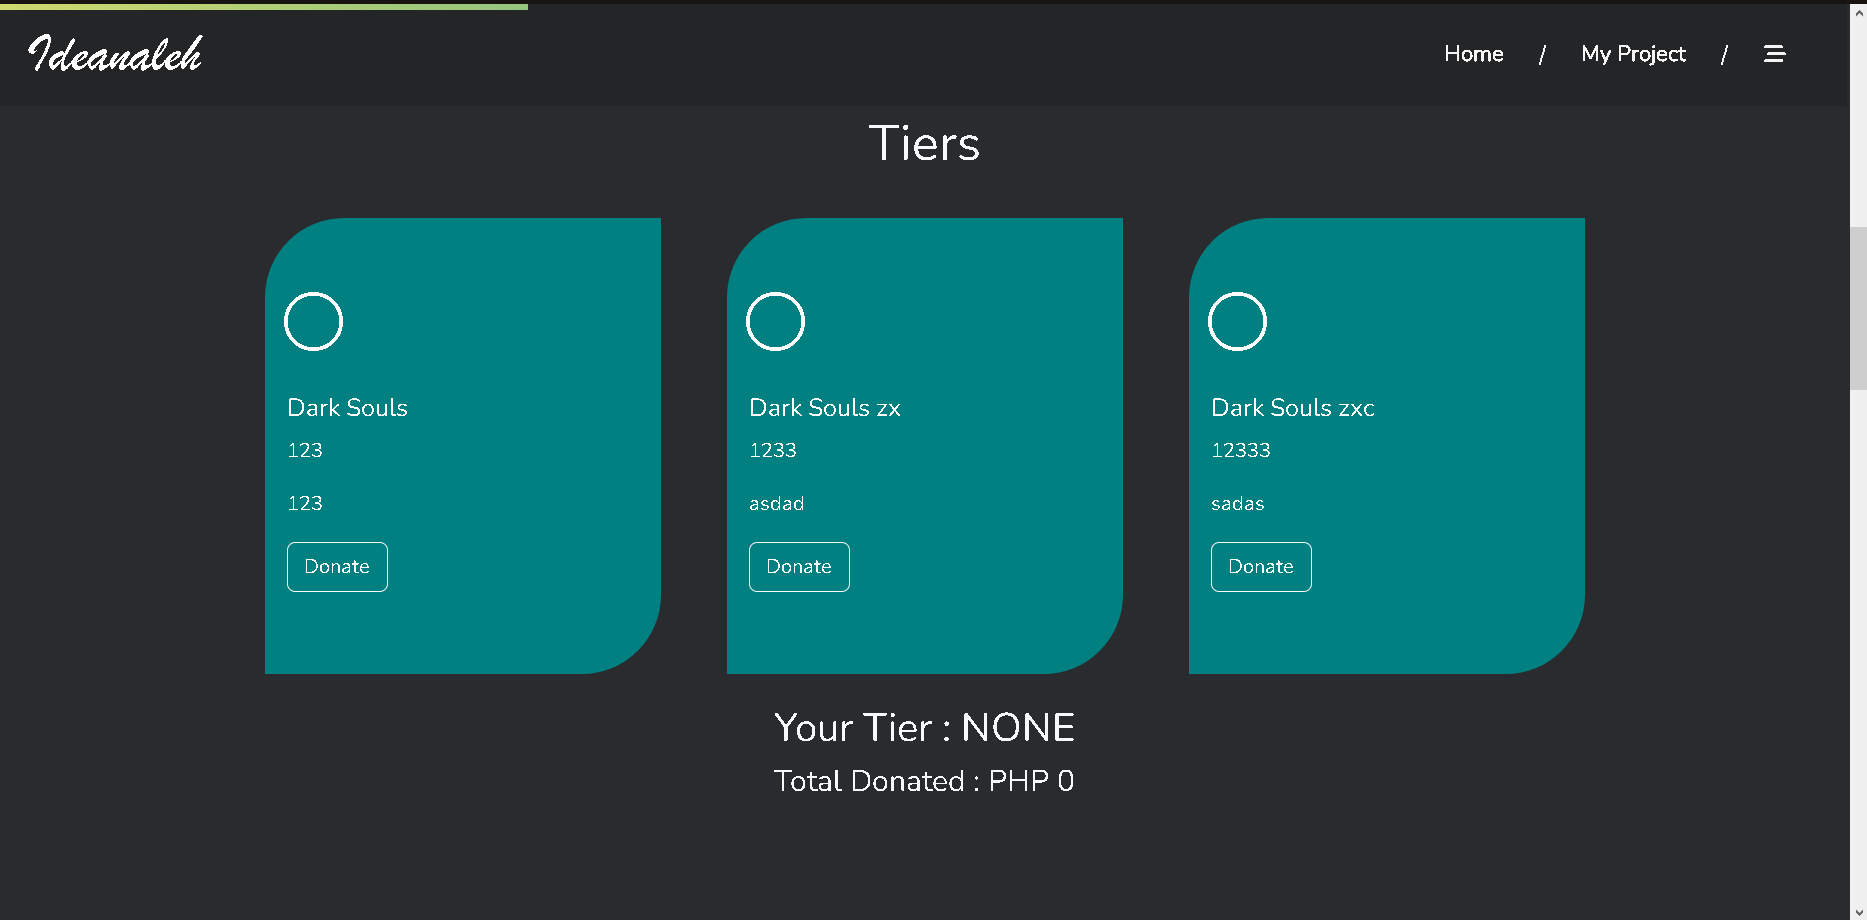 Ideanaleh
Home / My Project /
Tiers
Dark Souls
123
123
Donate
Dark Souls zx
1233
asdad
Donate
Dark Souls zxc
12333
sadas
Donate
Your Tier : NONE
Total Donated : PHP 0